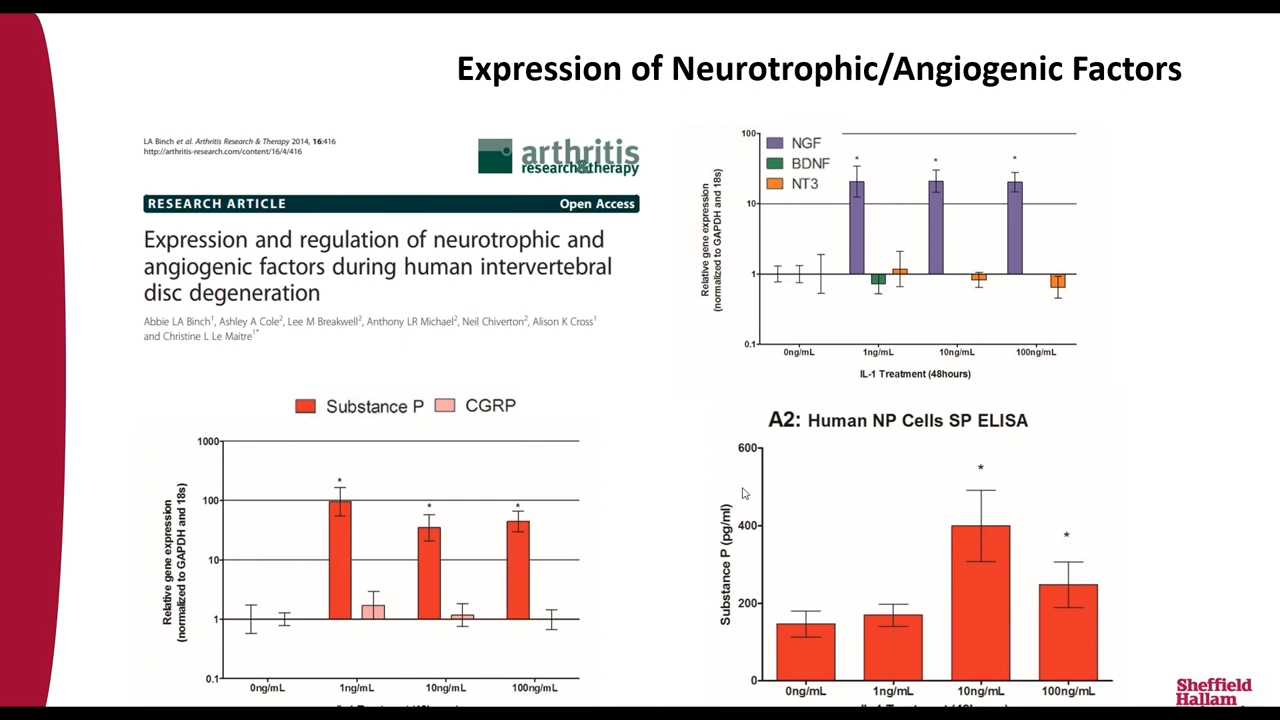 Expression of Neurotrophic/Angiogenic Factors
LA Binch et al. Arthritis Research & Therapy 2014, 16:416
http://arthritis-research.com/content/16/4/416
arthritis
research&therapy
RESEARCH ARTICLE Open Access
Expression and regulation of neurotrophic and
angiogenic factors during human intervertebral
disc degeneration
Abbie LA Binch1, Ashley A Cole2, Lee M Breakwell2, Anthony LR Michael2, Neil Chiverton2, Alison K Cross1
and Christine L Le Maitre1*
100
10
1
0.1
Relative gene expression
(normalized to GAPDH and 18s)
NGF
BDNF
NT3
* * *
0ng/mL 1ng/mL 10ng/mL 100ng/mL
IL-1 Treatment (48hours)
Substance P CGRP
1000
100
10
1
0.1
Relative gene expression
(normalized to GAPDH and 18s)
* * *
0ng/mL 1ng/mL 10ng/mL 100ng/mL
A2: Human NP Cells SP ELISA
600
400
200
0
Substance P (pg/ml)
* *
0ng/mL 1ng/mL 10ng/mL 100ng/mL
Sheffield
Hallam